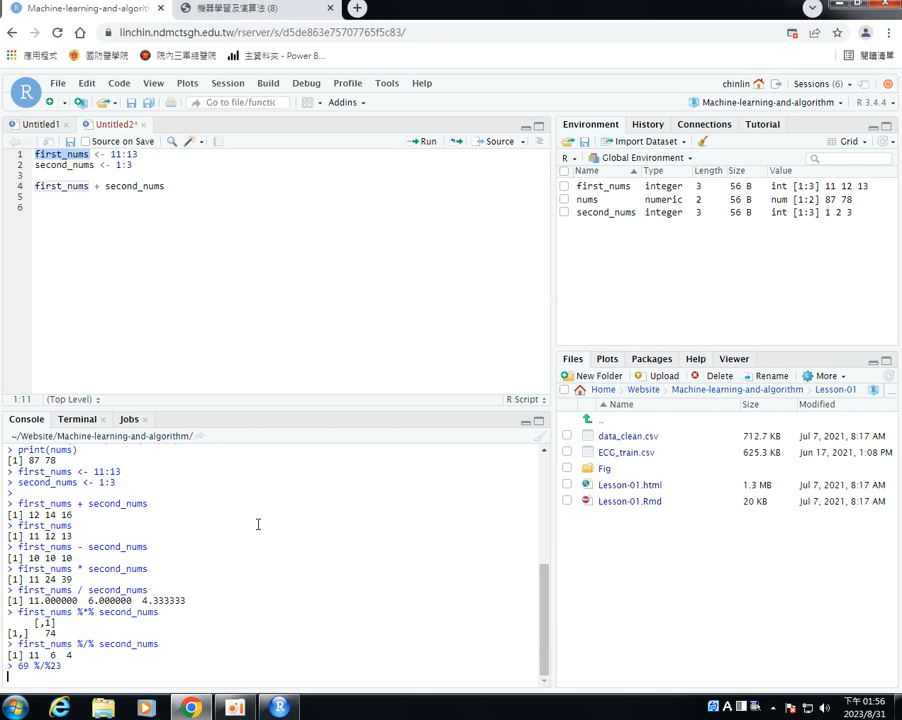 Machine-learning-and-algorithm
機器學習及演算法 (8)
linchin.ndmctsgh.edu.tw/rserver/s/d5de863e75707765f5c83/
應用程式 國防醫學院 院內三軍總醫院 主資料夾 - Power B... 閱讀清單
File Edit Code View Plots Session Build Debug Profile Tools Help chinlin Sessions (6)
Go to file/functic Addins Machine-learning-and-algorithm R 3.4.4
Untitled1 Untitled2*
Source on Save Run Source
1 first_nums <- 11:13
2 second_nums <- 1:3
3
4 first_nums + second_nums
5
6
1:11 (Top Level) R Script
Environment History Connections Tutorial
Import Dataset Grid
R Global Environment
Name Type Length Size Value
first_nums integer 3 56 B int [1:3] 11 12 13
nums numeric 2 56 B num [1:2] 87 78
second_nums integer 3 56 B int [1:3] 1 2 3
Console Terminal Jobs
~/Website/Machine-learning-and-algorithm/
> print(nums)
[1] 87 78
> first_nums <- 11:13
> second_nums <- 1:3
>
> first_nums + second_nums
[1] 12 14 16
> first_nums
[1] 11 12 13
> first_nums - second_nums
[1] 10 10 10
> first_nums * second_nums
[1] 11 24 39
> first_nums / second_nums
[1] 11.000000 6.000000 4.333333
> first_nums %*% second_nums
[,1]
[1,] 74
> first_nums %/% second_nums
[1] 11 6 4
> 69 %/%23
Files Plots Packages Help Viewer
New Folder Upload Delete Rename More
Home Website Machine-learning-and-algorithm Lesson-01 ...
Name Size Modified
..
data_clean.csv 712.7 KB Jul 7, 2021, 8:17 AM
ECG_train.csv 625.3 KB Jun 17, 2021, 1:08 PM
Fig
Lesson-01.html 1.3 MB Jul 7, 2021, 8:17 AM
Lesson-01.Rmd 20 KB Jul 7, 2021, 8:17 AM
下午 01:56
2023/8/31